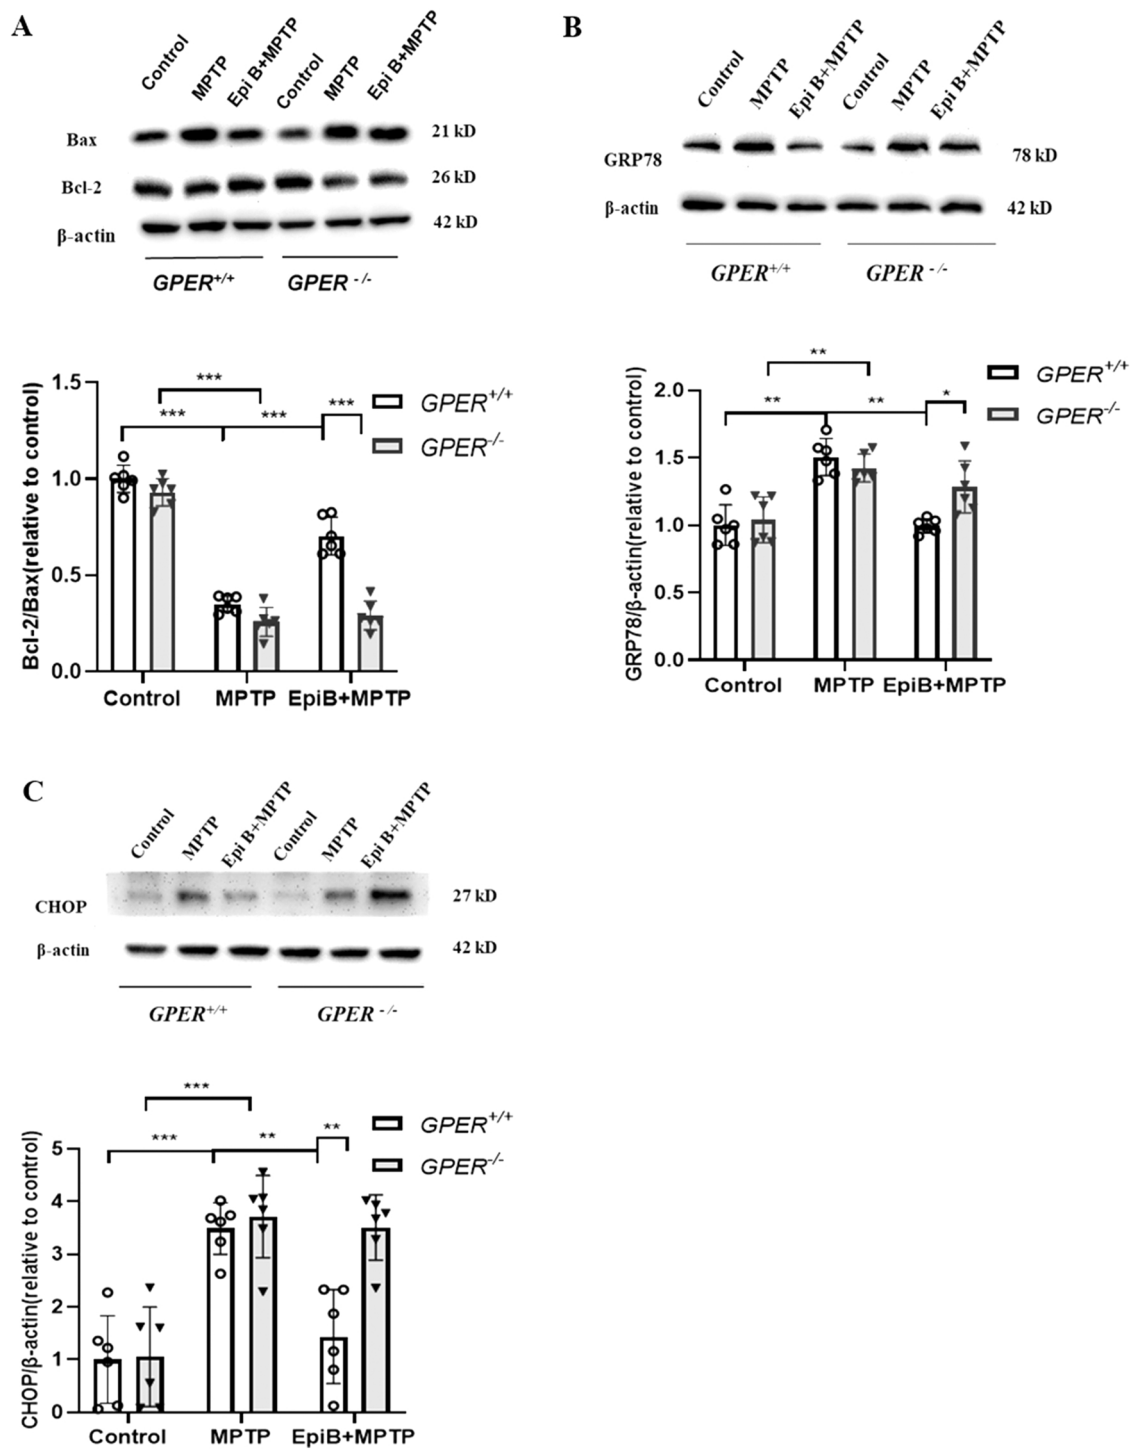 A
Control
MPTP
Epi B+MPTP
Control
MPTP
Epi B+MPTP
Bax
21 kD
Bcl-2
26 kD
β-actin
42 kD
GPER+/+
GPER -/-
Bcl-2/Bax(relative to control)
1.5
1.0
0.5
0.0
***
***
***
***
GPER+/+
GPER-/-
Control
MPTP
EpiB+MPTP
B
Control
MPTP
Epi B+MPTP
Control
MPTP
Epi B+MPTP
GRP78
78 kD
β-actin
42 kD
GPER+/+
GPER -/-
GRP78/β-actin(relative to control)
2.0
1.5
1.0
0.5
0.0
**
**
**
*
GPER+/+
GPER-/-
Control
MPTP
EpiB+MPTP
C
Control
MPTP
Epi B+MPTP
Control
MPTP
Epi B+MPTP
CHOP
27 kD
β-actin
42 kD
GPER+/+
GPER -/-
CHOP/β-actin(relative to control)
5
4
3
2
1
0
***
***
**
**
GPER+/+
GPER-/-
Control
MPTP
EpiB+MPTP